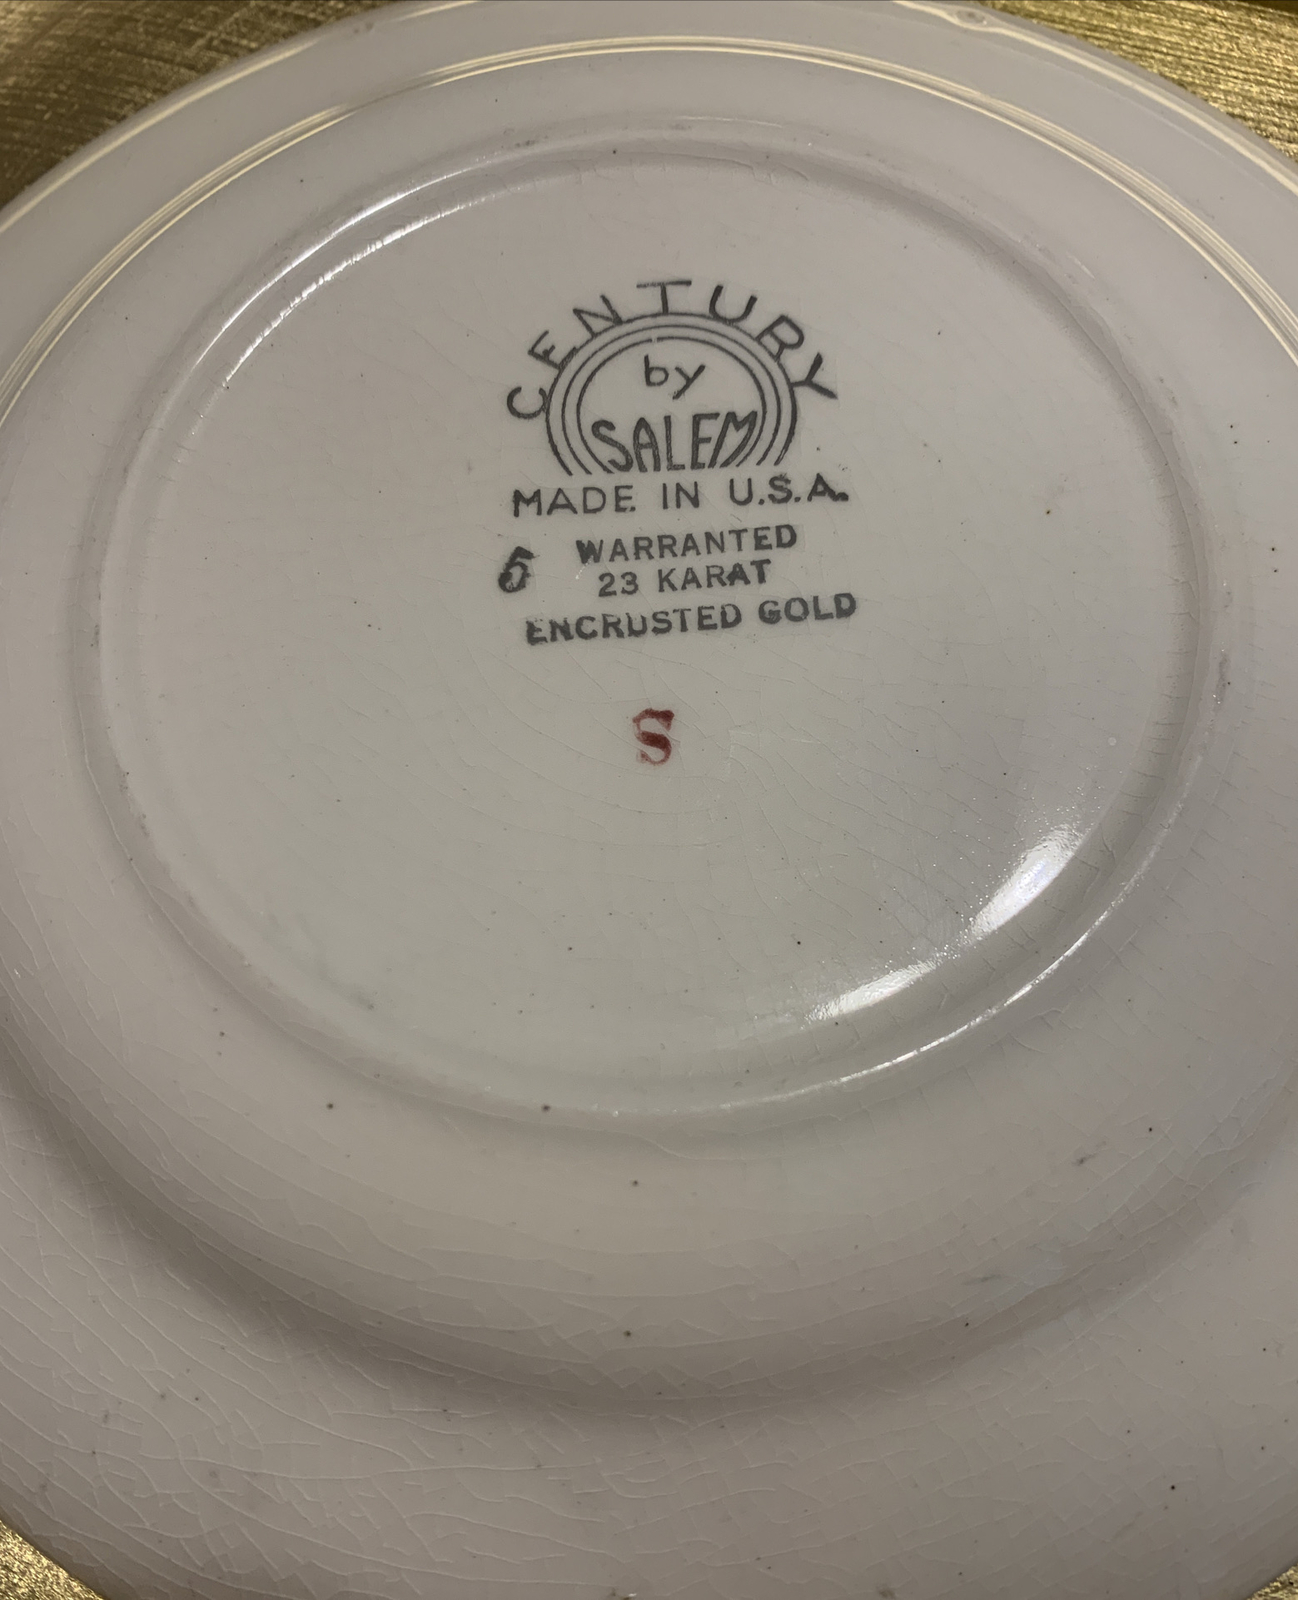 CENTURY
by
SALEM
MADE IN U.S.A.
WARRANTED
5 23 KARAT
ENCRUSTED GOLD
S